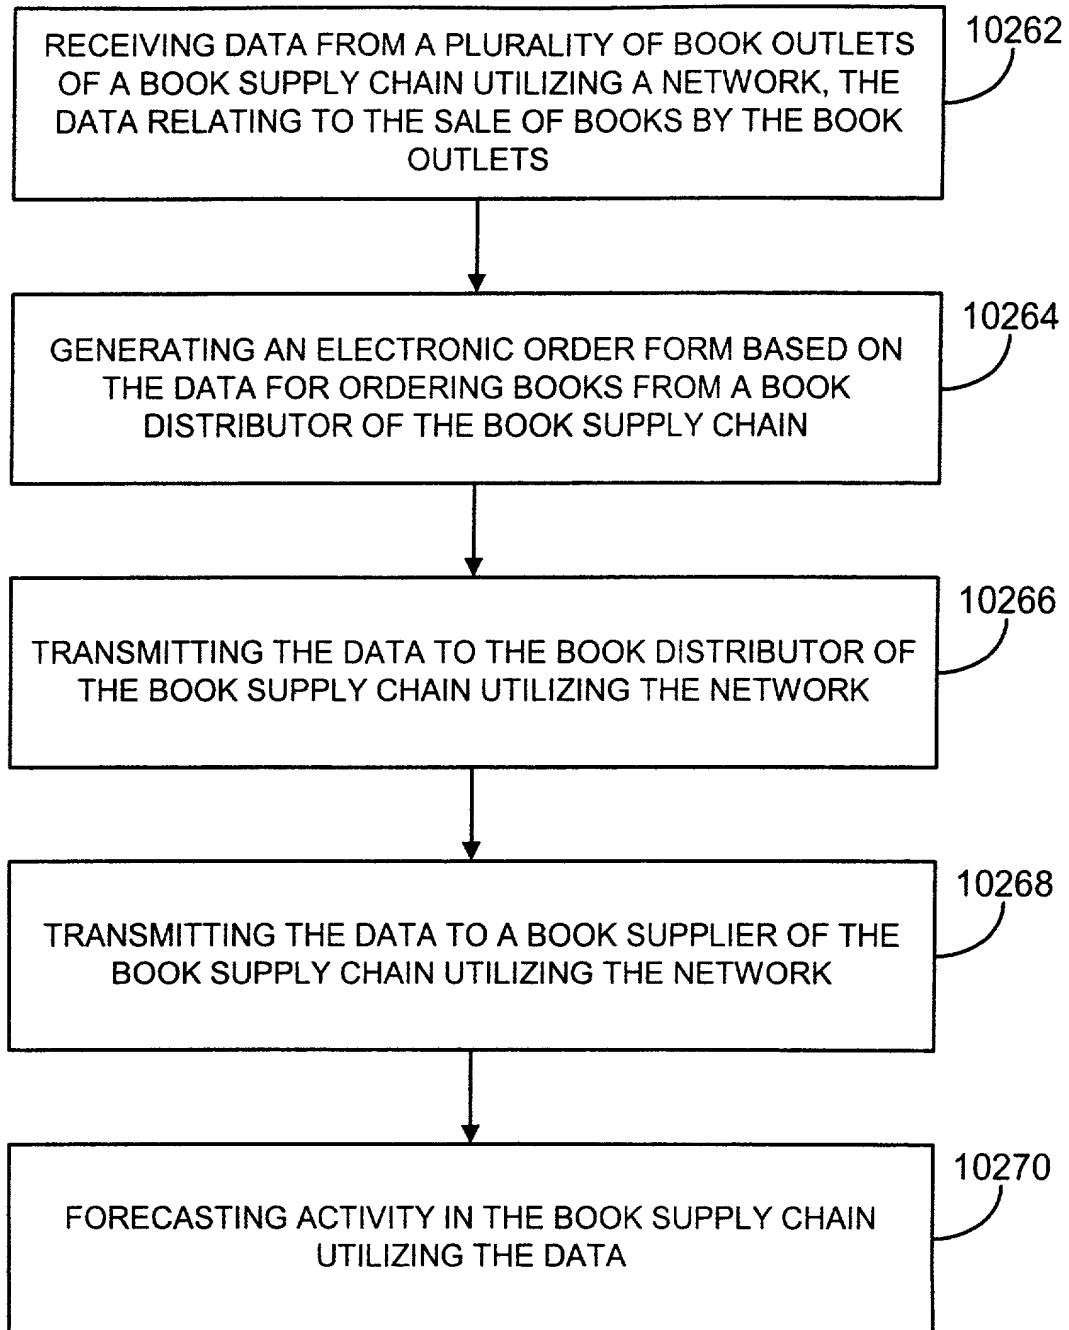 RECEIVING DATA FROM A PLURALITY OF BOOK OUTLETS
OF A BOOK SUPPLY CHAIN UTILIZING A NETWORK, THE
DATA RELATING TO THE SALE OF BOOKS BY THE BOOK
OUTLETS
10262
GENERATING AN ELECTRONIC ORDER FORM BASED ON
THE DATA FOR ORDERING BOOKS FROM A BOOK
DISTRIBUTOR OF THE BOOK SUPPLY CHAIN
10264
TRANSMITTING THE DATA TO THE BOOK DISTRIBUTOR OF
THE BOOK SUPPLY CHAIN UTILIZING THE NETWORK
10266
TRANSMITTING THE DATA TO A BOOK SUPPLIER OF THE
BOOK SUPPLY CHAIN UTILIZING THE NETWORK
10268
FORECASTING ACTIVITY IN THE BOOK SUPPLY CHAIN
UTILIZING THE DATA
10270